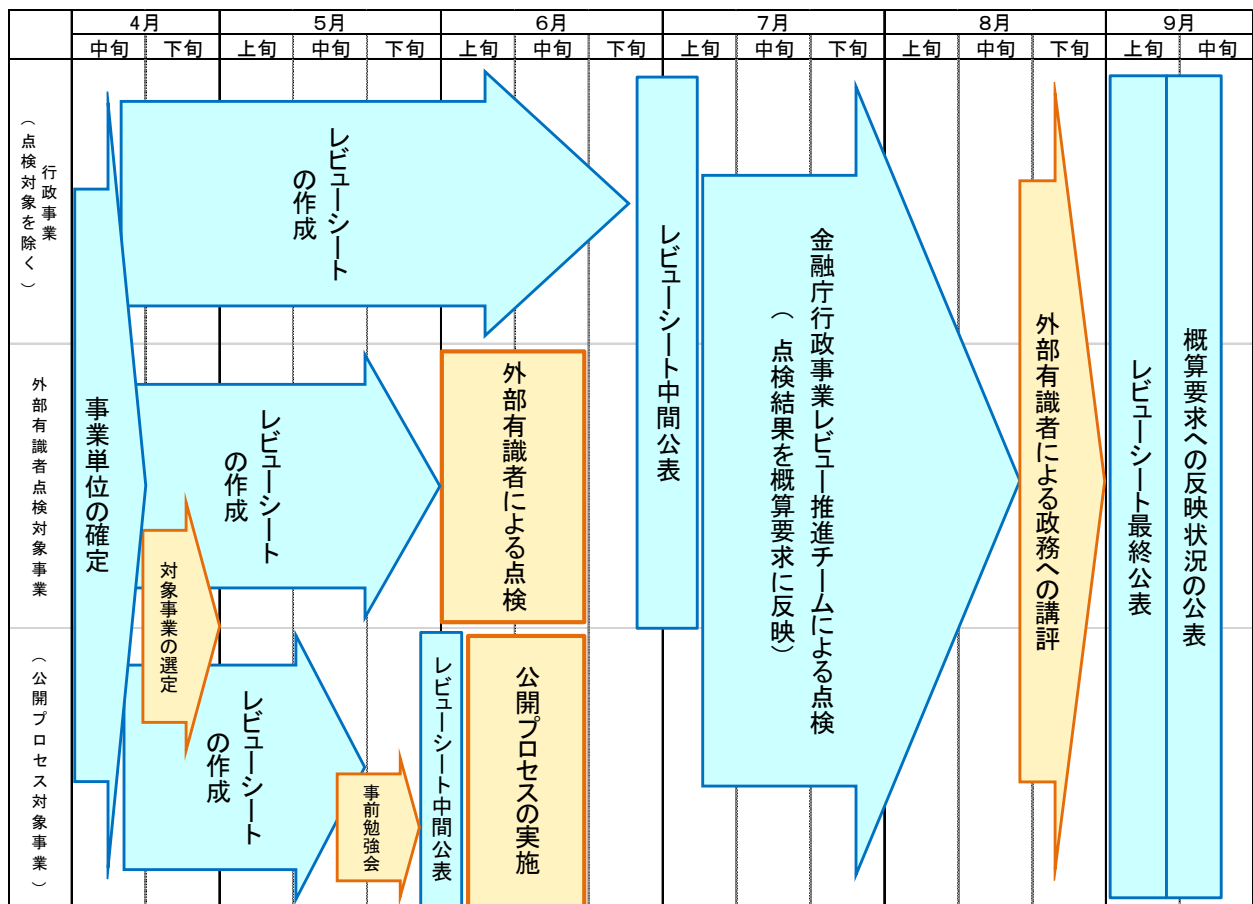 4月
5月
6月
7月
8月
9月
中旬
下旬
上旬
中旬
下旬
上旬
中旬
下旬
上旬
中旬
下旬
上旬
中旬
下旬
上旬
中旬
行政事業
（点検対象を除く）
外部有識者点検対象事業
（公開プロセス対象事業）
事業単位の確定
レビューシート
の作成
レビューシート
の作成
対象事業の選定
レビューシート
の作成
事前勉強会
外部有識者による点検
レビューシート中間公表
公開プロセスの実施
レビューシート中間公表
金融庁行政事業レビュー推進チームによる点検
（点検結果を概算要求に反映）
外部有識者による政務への講評
レビューシート最終公表
概算要求への反映状況の公表